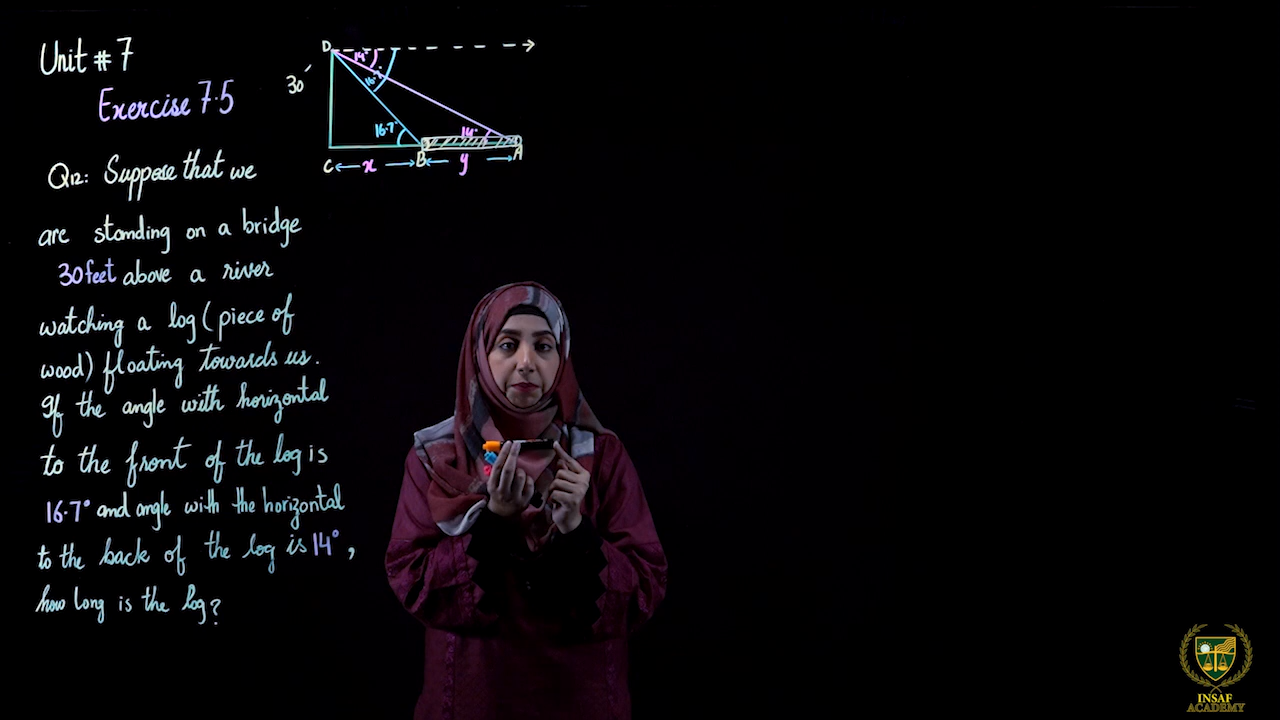 Unit # 7
Exercise 7.5
Q12: Suppose that we
are standing on a bridge
30 feet above a river
watching a log (piece of
wood) floating towards us.
If the angle with horizontal
to the front of the log is
16.7° and angle with the horizontal
to the back of the log is 14°,
how long is the log?
D
14°
16.7°
30´
16.7°
14°
C x B y A
INSAF
ACADEMY